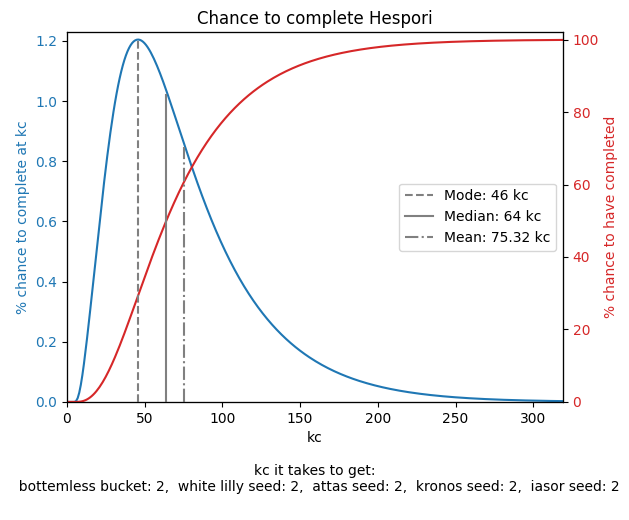 Chance to complete Hespori
% chance to complete at kc
1.2
1.0
0.8
0.6
0.4
0.2
0.0
100
80
60
40
20
0
% chance to have completed
Mode: 46 kc
Median: 64 kc
Mean: 75.32 kc
0 50 100 150 200 250 300
kc
kc it takes to get:
bottemless bucket: 2, white lilly seed: 2, attas seed: 2, kronos seed: 2, iasor seed: 2